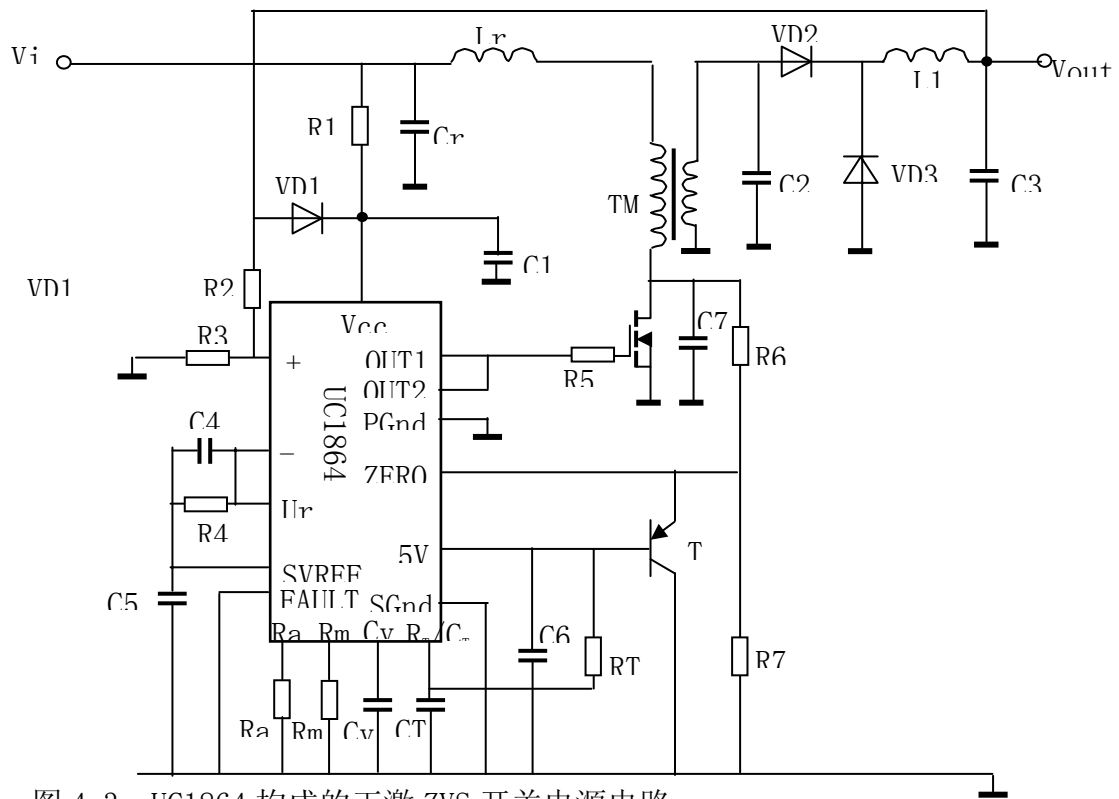 Vi
Lr
VD2
Vout
L1
R1
Cr
VD1
TM
C2
VD3
C3
C1
VD1
R2
Vcc
C7
R3
+
OUT1
R5
R6
OUT2
UC1864
C4
PGnd
-
ZERO
Ur
R4
5V
T
SVREF
C5
FAULT
SGnd
C6
Ra Rm Cv RT/CT
RT
R7
Ra Rm Cv CT
图 4-3 UC1864 构成的正激 ZVS 开关电源电路